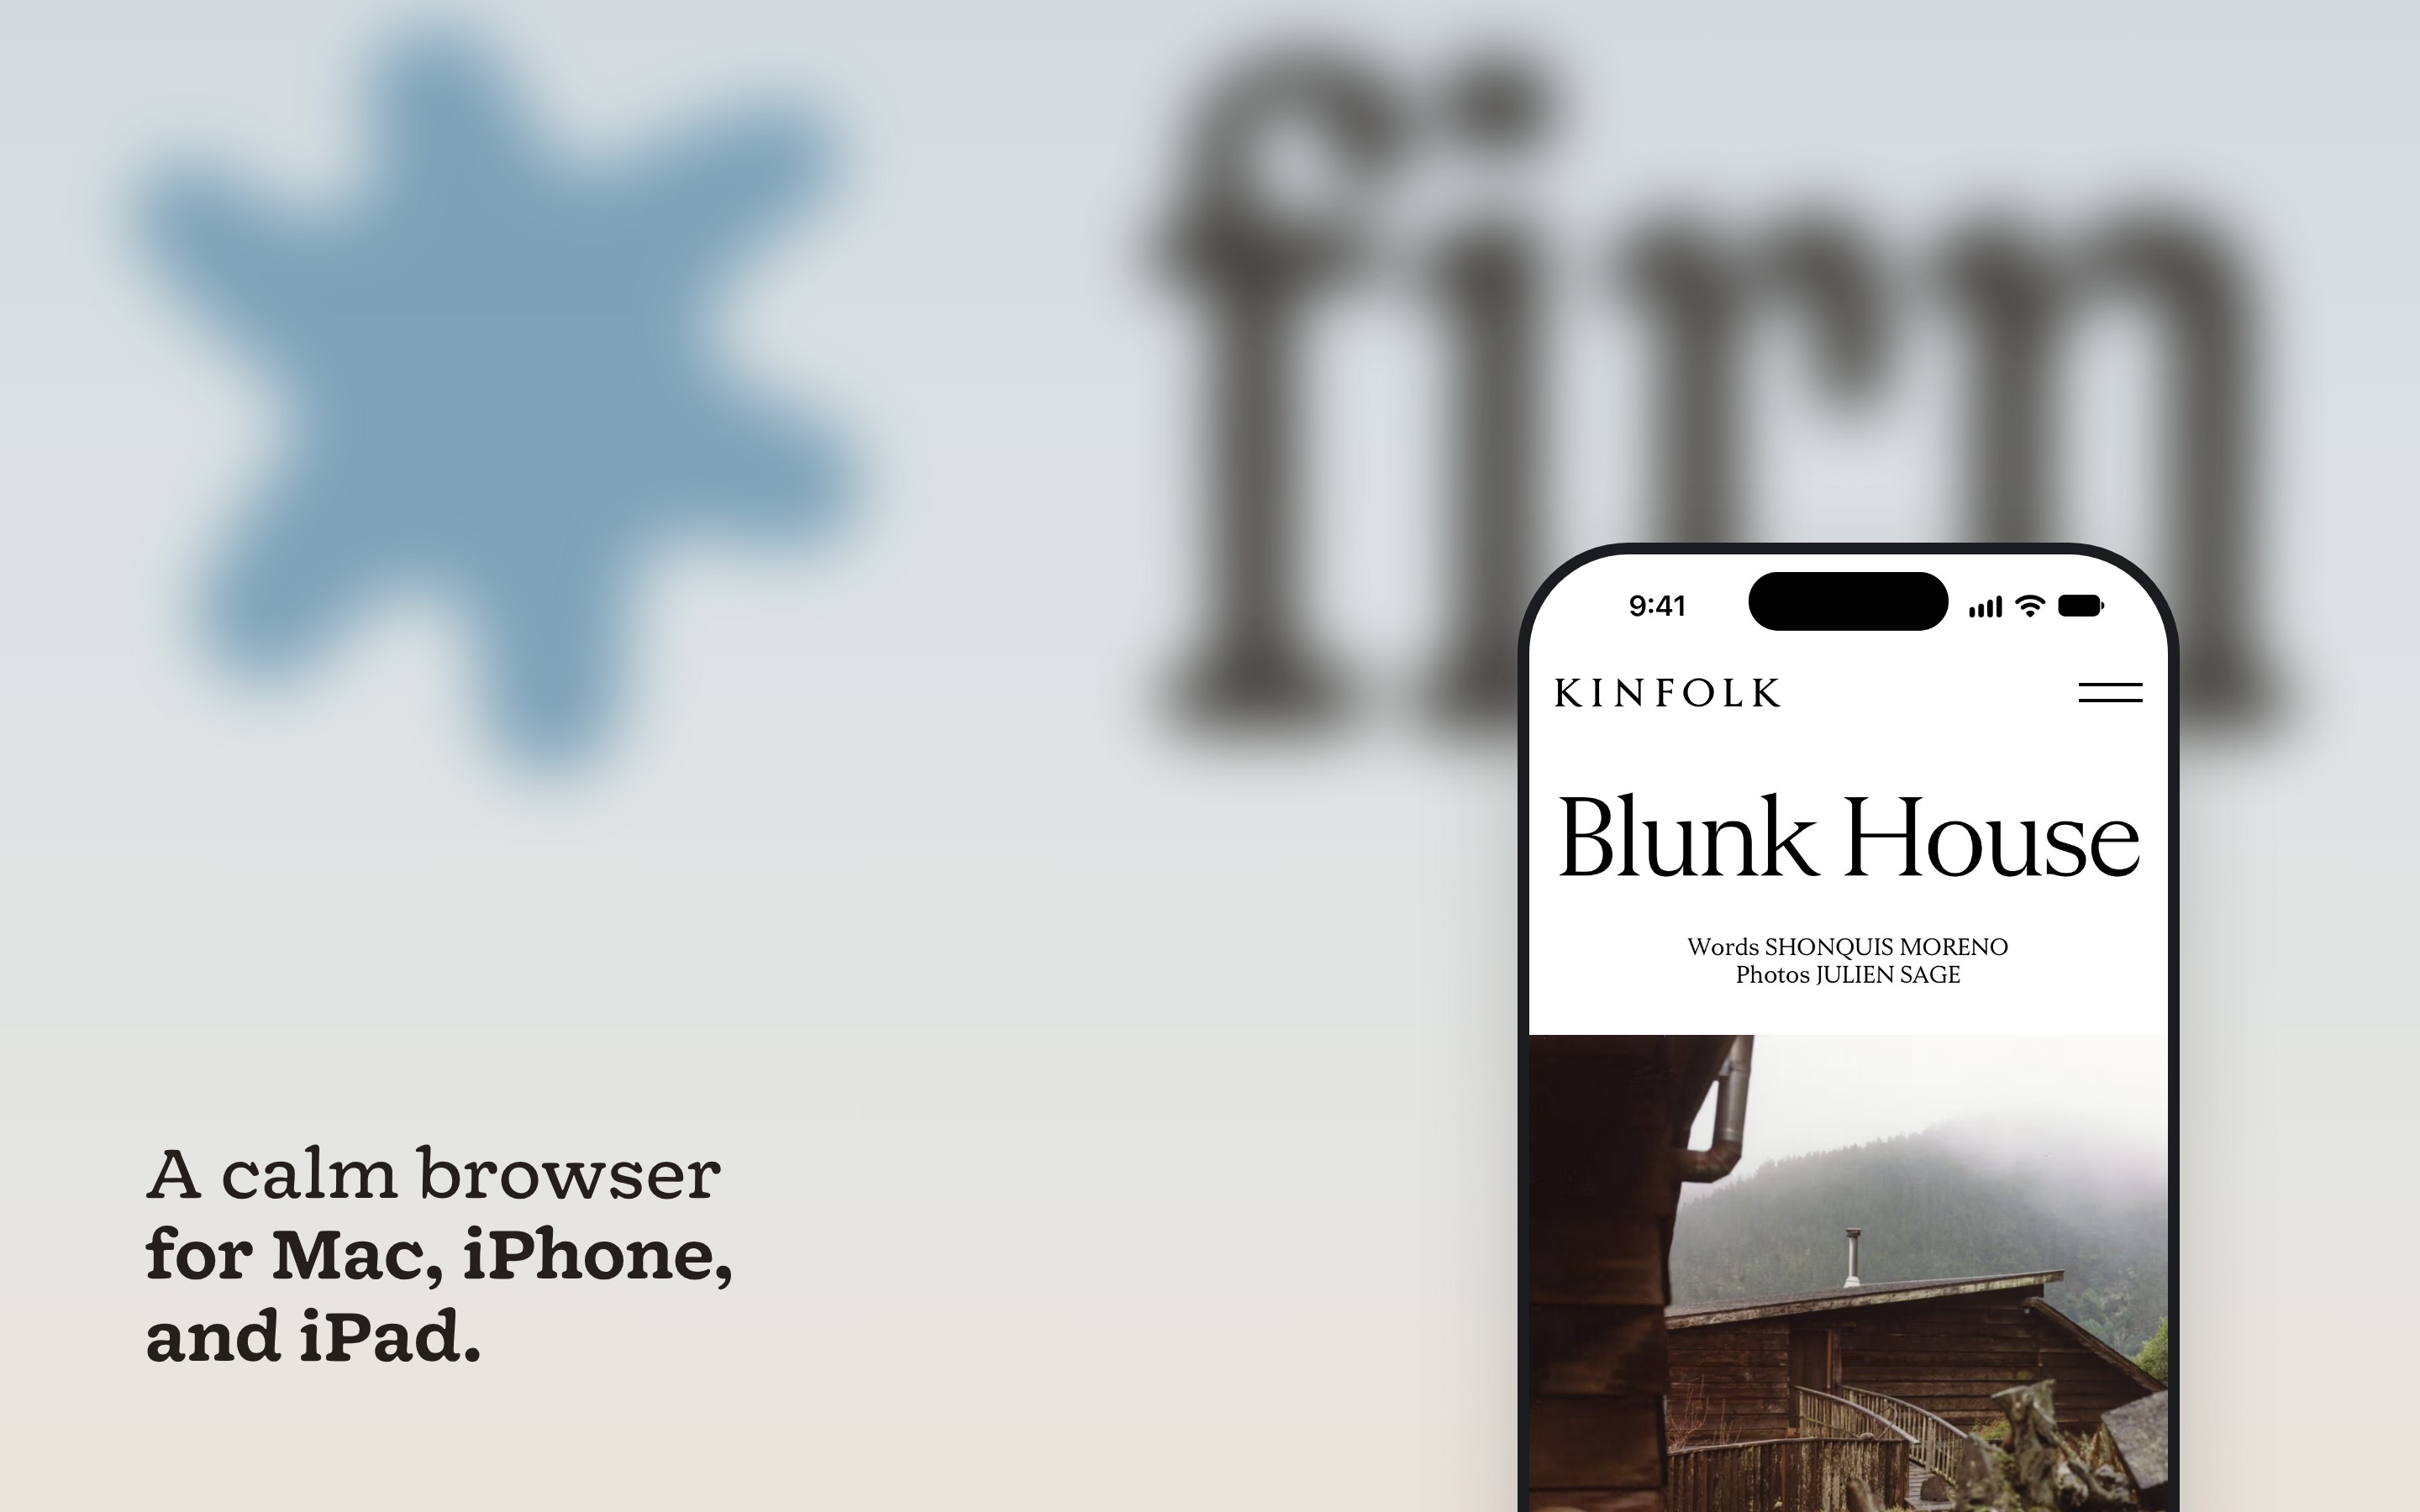 firn
9:41
KINFOLK
Blunk House
Words SHONQUIS MORENO
Photos JULIEN SAGE
A calm browser
for Mac, iPhone,
and iPad.